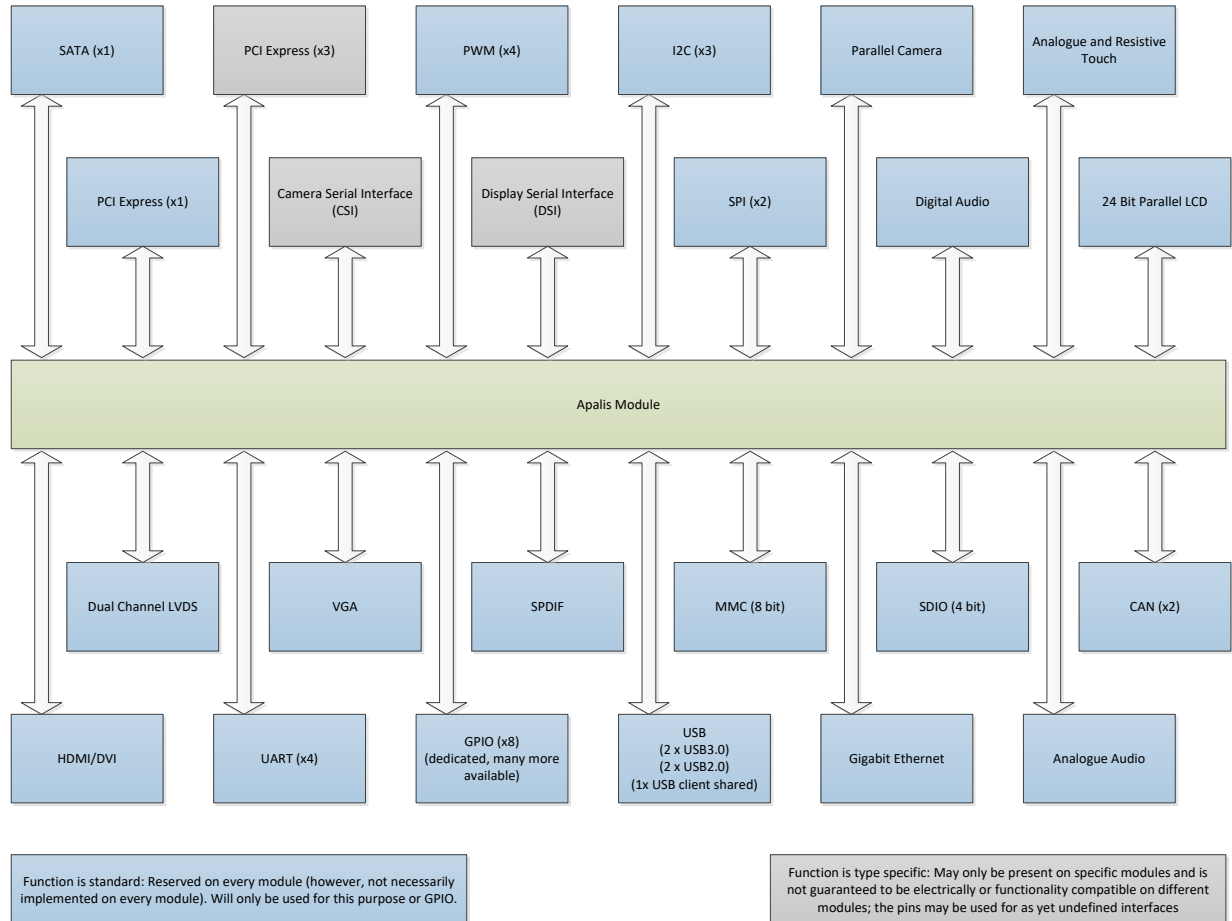 SATA (x1)
PCI Express (x3)
PWM (x4)
I2C (x3)
Parallel Camera
Analogue and Resistive
Touch
PCI Express (x1)
Camera Serial Interface
(CSI)
Display Serial Interface
(DSI)
SPI (x2)
Digital Audio
24 Bit Parallel LCD
Apalis Module
Dual Channel LVDS
VGA
SPDIF
MMC (8 bit)
SDIO (4 bit)
CAN (x2)
HDMI/DVI
UART (x4)
GPIO (x8)
(dedicated, many more
available)
USB
(2 x USB3.0)
(2 x USB2.0)
(1x USB client shared)
Gigabit Ethernet
Analogue Audio
Function is standard: Reserved on every module (however, not necessarily
implemented on every module). Will only be used for this purpose or GPIO.
Function is type specific: May only be present on specific modules and is
not guaranteed to be electrically or functionality compatible on different
modules; the pins may be used for as yet undefined interfaces